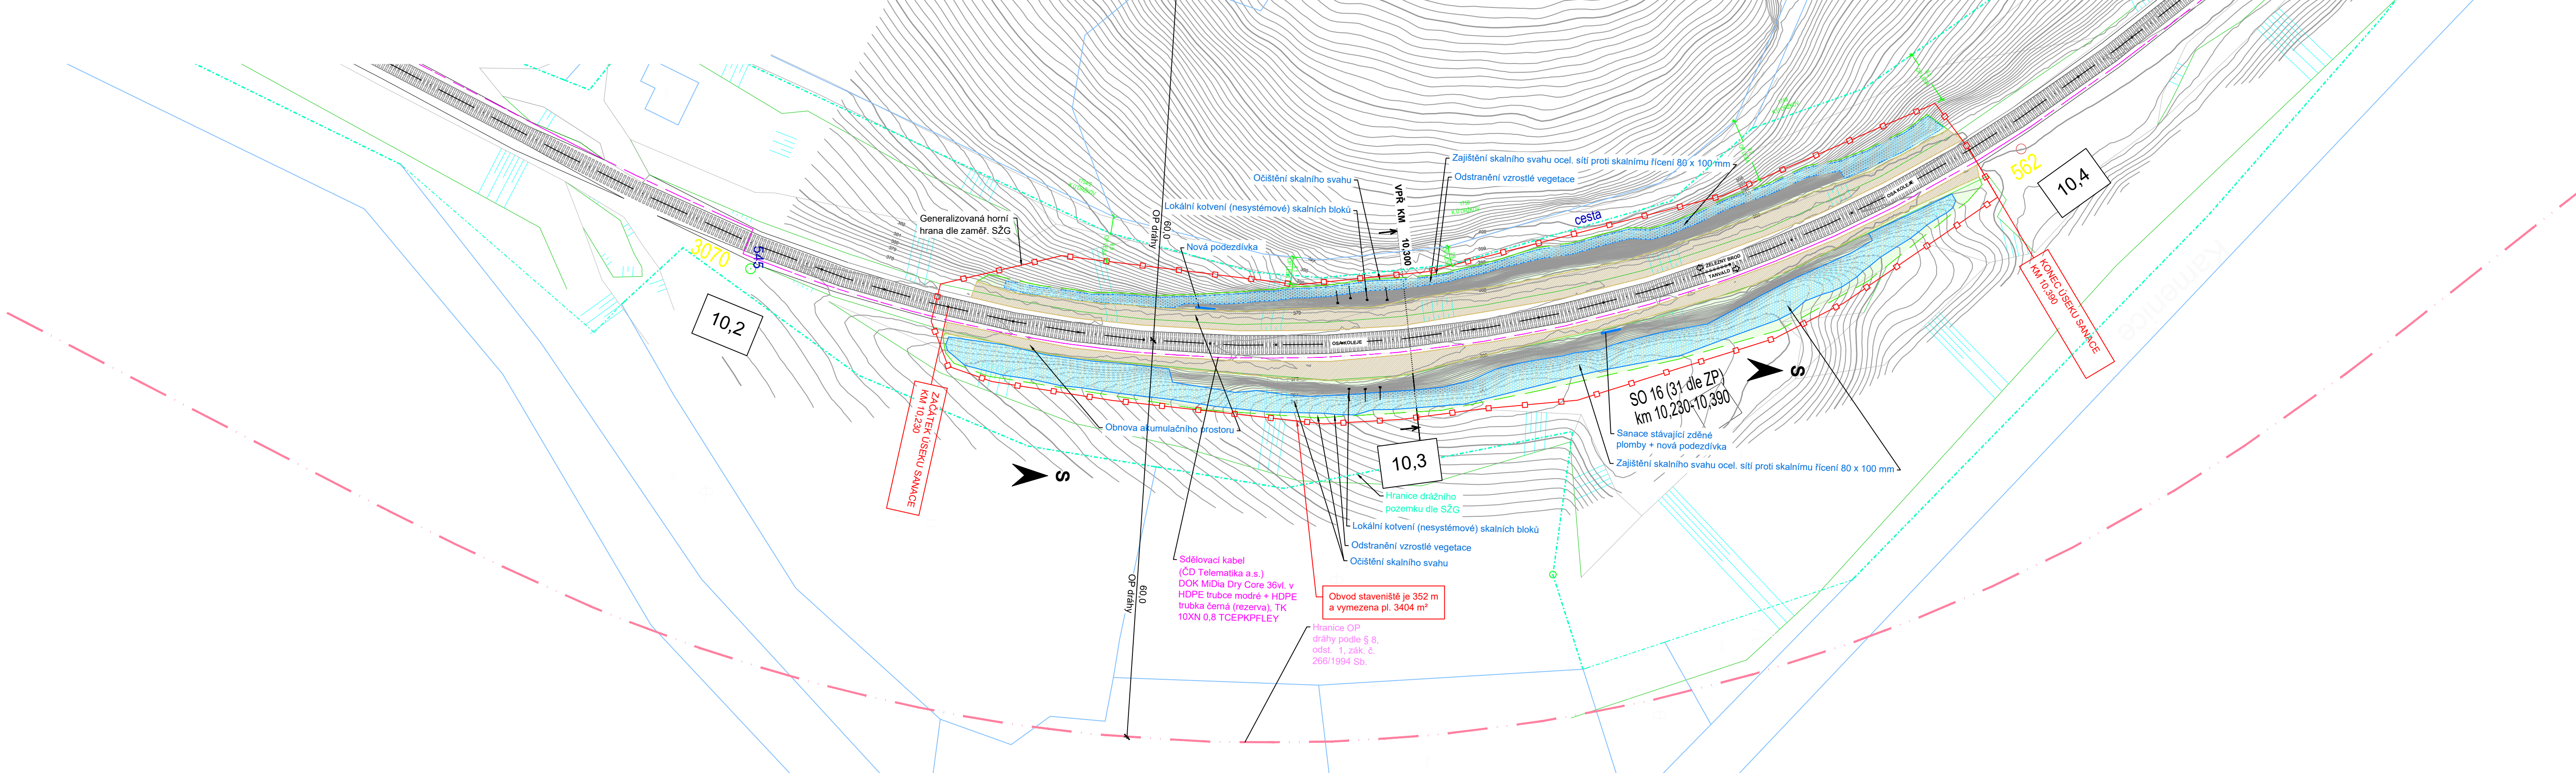 Zajištění skalního svahu ocel. sítí proti skalnímu řícení 80 x 100 mm
Očištění skalního svahu
Odstranění vzrostlé vegetace
Lokální kotvení (nesystémové) skalních bloků
VPŘ KM 10,300
cesta
Generalizovaná horní
hrana dle zaměř. SŽG
Nová podezdívka
60,0
OP dráhy
562
10,4
3070
545
10,2
OSA KOLEJE
ŽELEZNÝ BROD
TANVALD
OSA KOLEJE
KONEC ÚSEKU SANACE
KM 10,390
Kamenice
ZAČÁTEK ÚSEKU SANACE
KM 10,230
S
SO 16 (31 dle ZP)
km 10,230-10,390
Obnova akumulačního prostoru
Sanace stávající zděné
plomby + nová podezdívka
Zajištění skalního svahu ocel. sítí proti skalnímu řícení 80 x 100 mm
10,3
S
Hranice drážního
pozemku dle SŽG
Lokální kotvení (nesystémové) skalních bloků
Odstranění vzrostlé vegetace
Očištění skalního svahu
Sdělovací kabel
(ČD Telematika a.s.)
DOK MiDia Dry Core 36vl. v
HDPE trubce modré + HDPE
trubka černá (rezerva), TK
10XN 0,8 TCEPKPFLEY
60,0
OP dráhy
Obvod staveniště je 352 m
a vymezena pl. 3404 m²
Hranice OP
dráhy podle § 8,
odst. 1, zák. č.
266/1994 Sb.